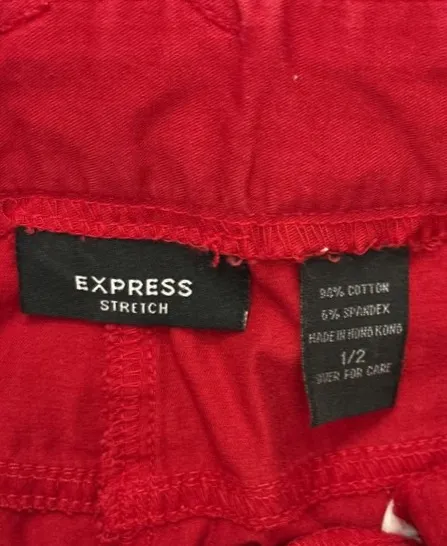 EXPRESS
STRETCH
94% COTTON
6% SPANDEX
MADE IN HONG KONG
1/2
OVER FOR CARE